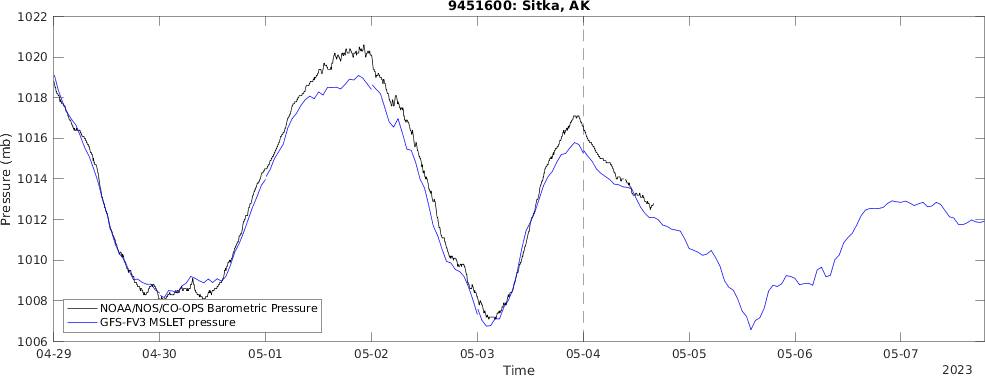 9451600: Sitka, AK
Pressure (mb)
1022
1020
1018
1016
1014
1012
1010
1008
1006
NOAA/NOS/CO-OPS Barometric Pressure
GFS-FV3 MSLET pressure
04-29 04-30 05-01 05-02 05-03 05-04 05-05 05-06 05-07
Time
2023